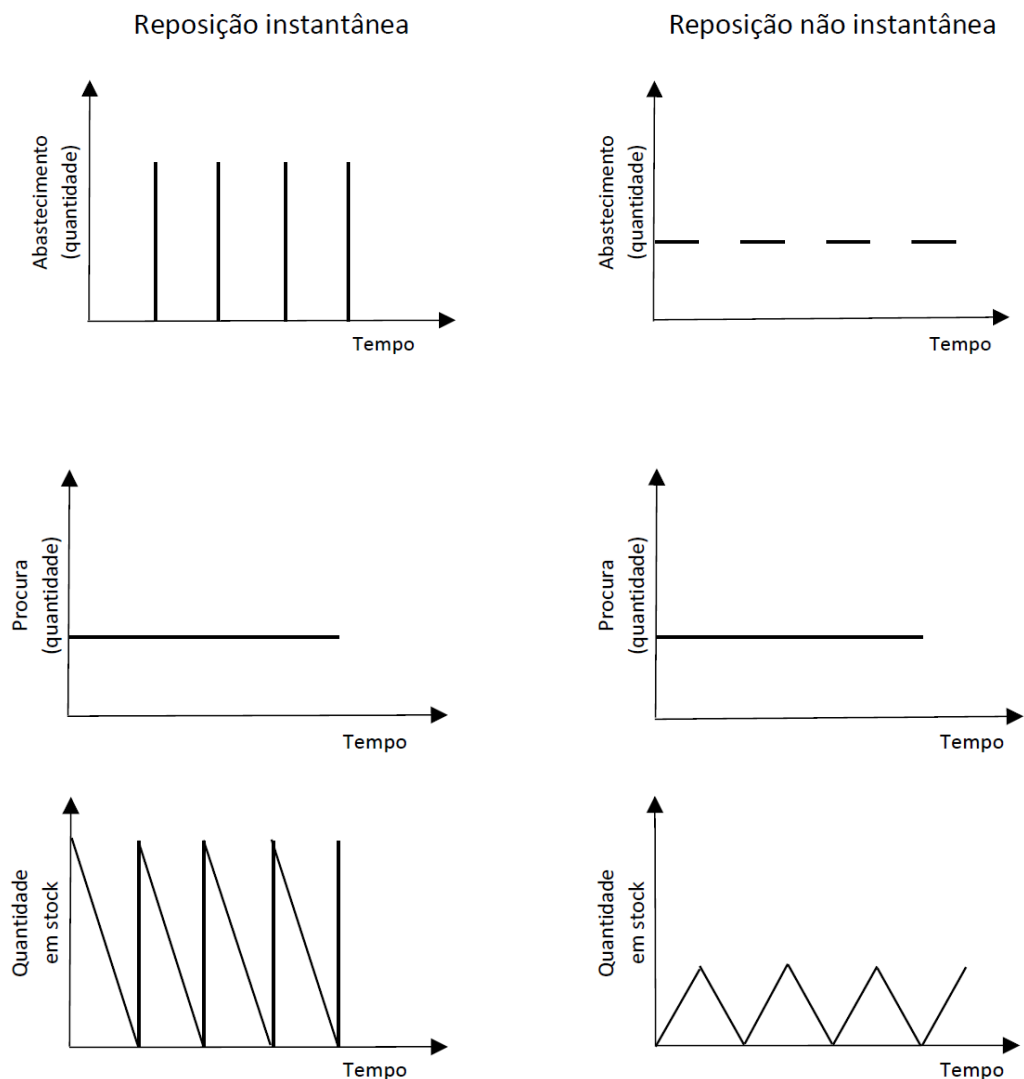 Reposição instantânea
Reposição não instantânea
Abastecimento
(quantidade)
Tempo
Abastecimento
(quantidade)
Tempo
Procura
(quantidade)
Tempo
Procura
(quantidade)
Tempo
Quantidade
em stock
Tempo
Quantidade
em stock
Tempo